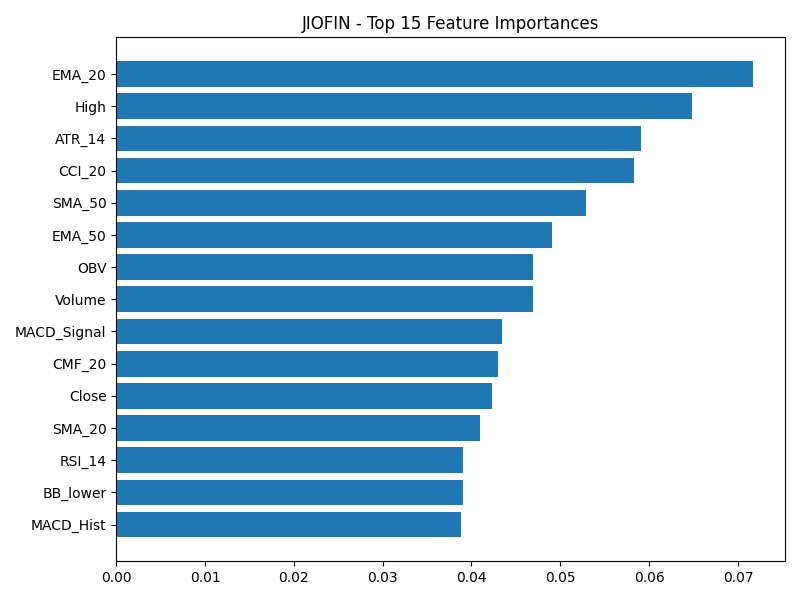 JIOFIN - Top 15 Feature Importances
EMA_20
High
ATR_14
CCI_20
SMA_50
EMA_50
OBV
Volume
MACD_Signal
CMF_20
Close
SMA_20
RSI_14
BB_lower
MACD_Hist
0.00 0.01 0.02 0.03 0.04 0.05 0.06 0.07